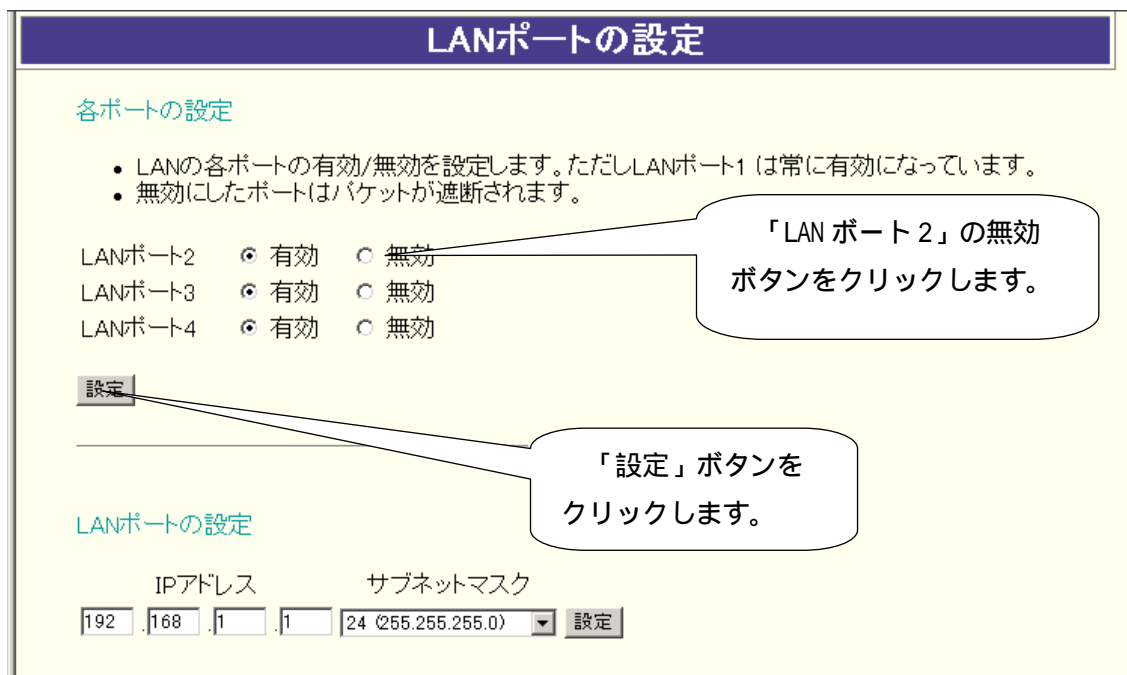 LANポートの設定
各ポートの設定
• LANの各ポートの有効/無効を設定します。ただしLANポート1 は常に有効になっています。
• 無効にしたポートはパケットが遮断されます。
LANポート2 有効 無効
LANポート3 有効 無効
LANポート4 有効 無効
「LAN ポート 2」の無効
ボタンをクリックします。
設定
「設定」ボタンを
クリックします。
LANポートの設定
IPアドレス サブネットマスク
192 .168 .1 .1 24 (255.255.255.0) 設定